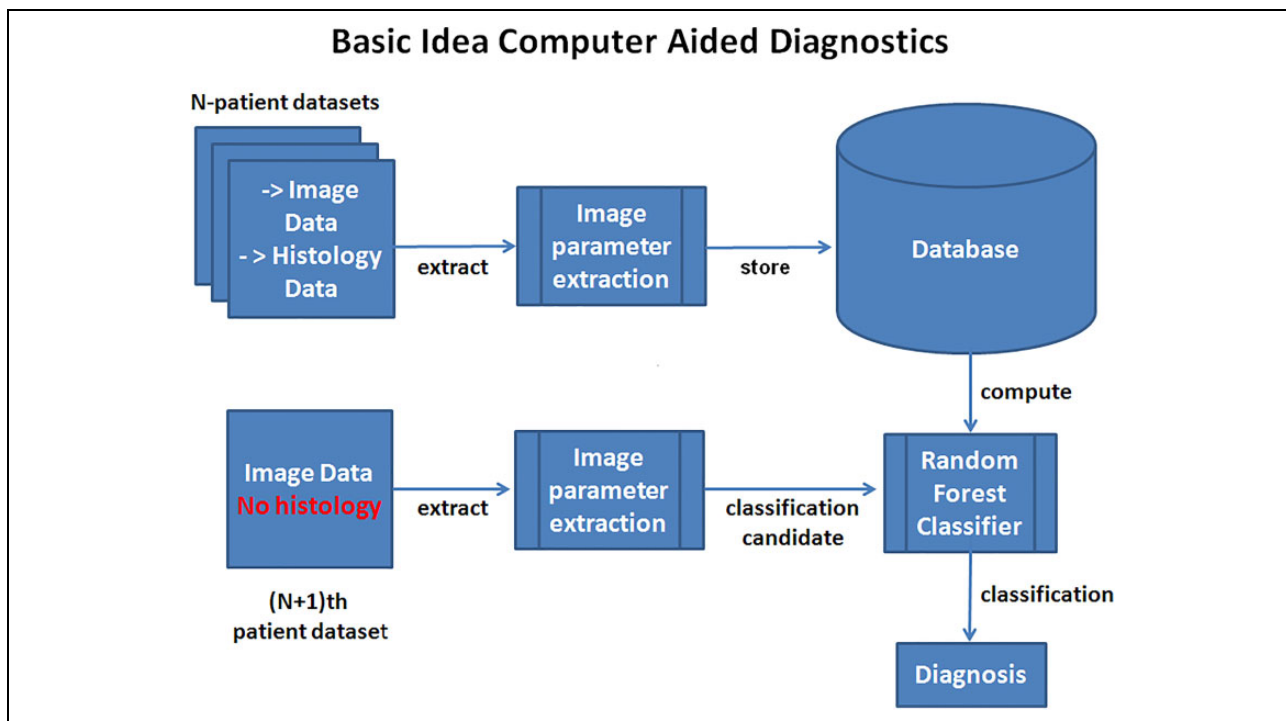 Basic Idea Computer Aided Diagnostics
N-patient datasets
-> Image
Data
- > Histology
Data
extract
Image
parameter
extraction
store
Database
compute
Image Data
No histology
(N+1)th
patient dataset
extract
Image
parameter
extraction
classification
candidate
Random
Forest
Classifier
classification
Diagnosis